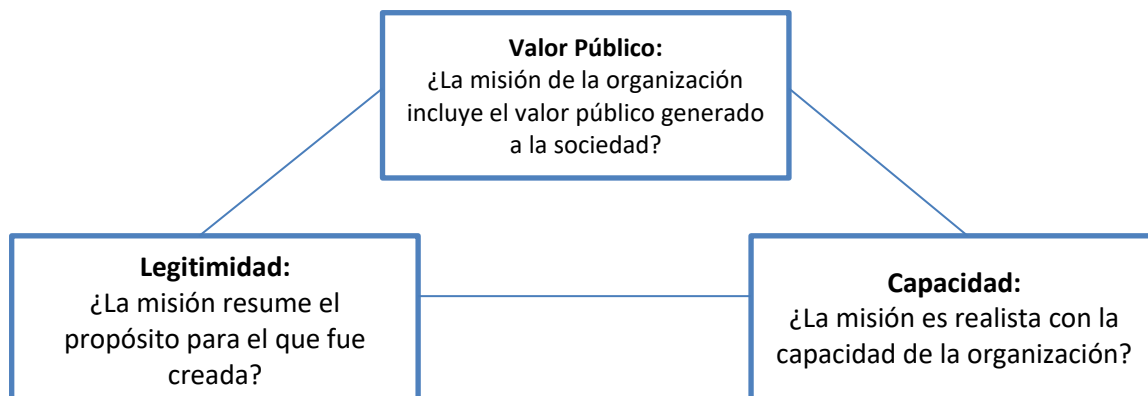 Valor Público:
¿La misión de la organización
incluye el valor público generado
a la sociedad?
Legitimidad:
¿La misión resume el
propósito para el que fue
creada?
Capacidad:
¿La misión es realista con la
capacidad de la organización?